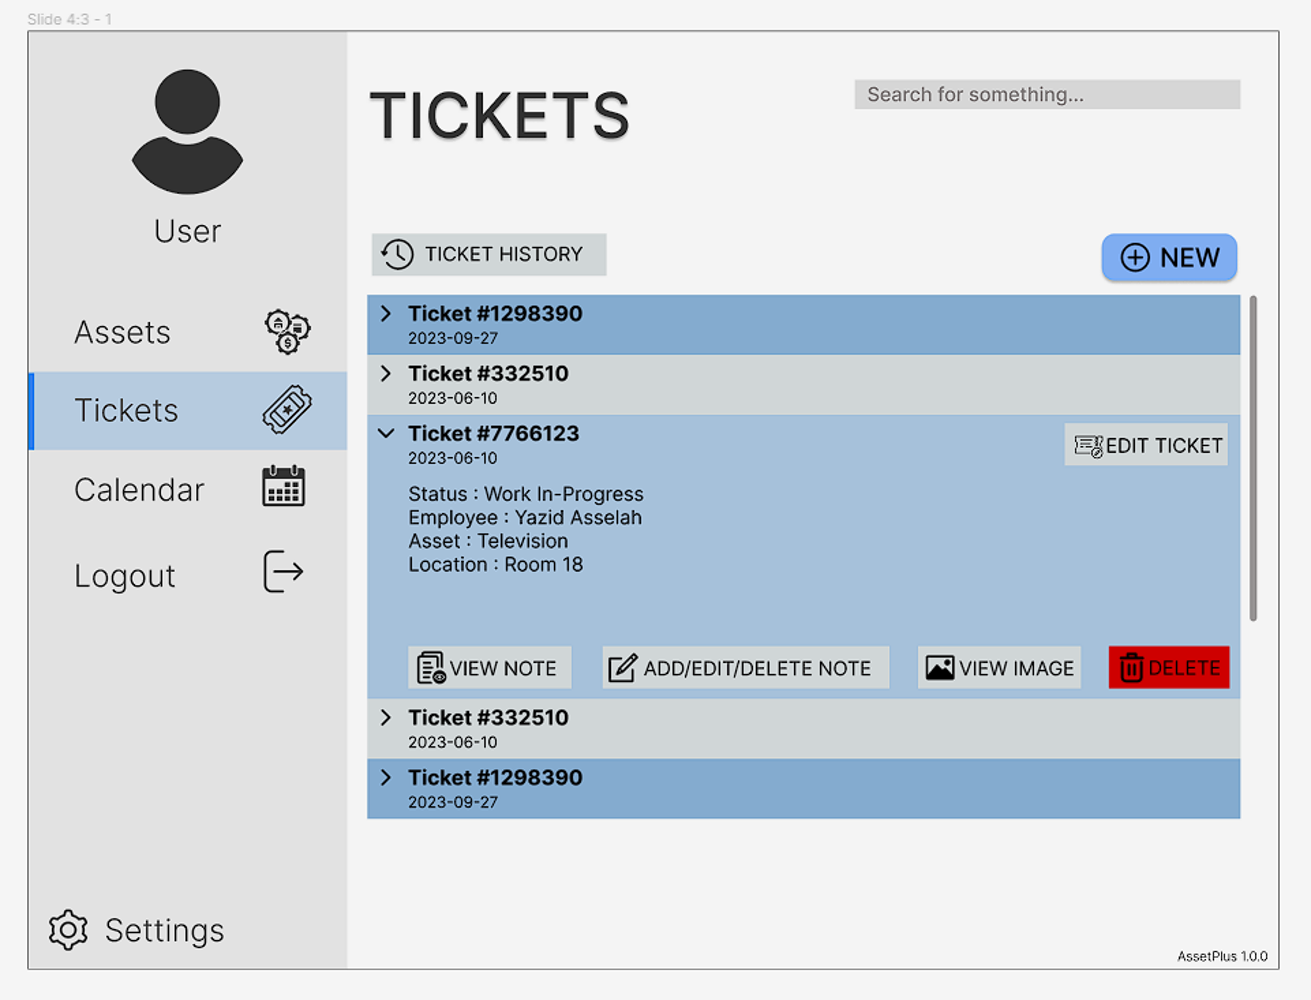 Slide 4:3 - 1
User
Assets
Tickets
Calendar
Logout
Settings
TICKETS
Search for something...
TICKET HISTORY
NEW
Ticket #1298390
2023-09-27
Ticket #332510
2023-06-10
Ticket #7766123
2023-06-10
EDIT TICKET
Status : Work In-Progress
Employee : Yazid Asselah
Asset : Television
Location : Room 18
VIEW NOTE
ADD/EDIT/DELETE NOTE
VIEW IMAGE
DELETE
Ticket #332510
2023-06-10
Ticket #1298390
2023-09-27
AssetPlus 1.0.0